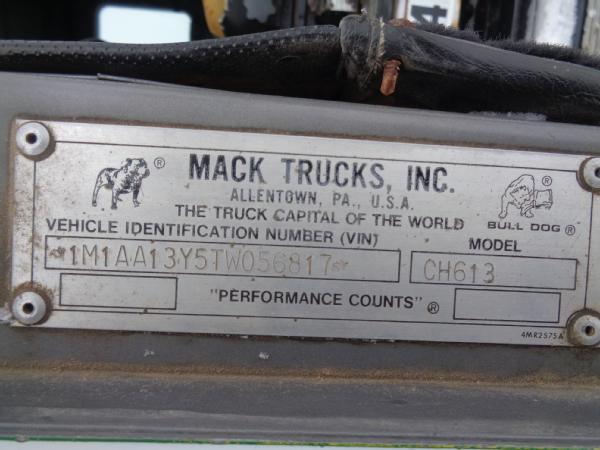 4
MACK TRUCKS, INC.
ALLENTOWN, PA., U.S.A.
THE TRUCK CAPITAL OF THE WORLD
BULL DOG ®
VEHICLE IDENTIFICATION NUMBER (VIN)
MODEL
*1M1AA13Y5TW056817*
CH613
"PERFORMANCE COUNTS" ®
4MR2575A